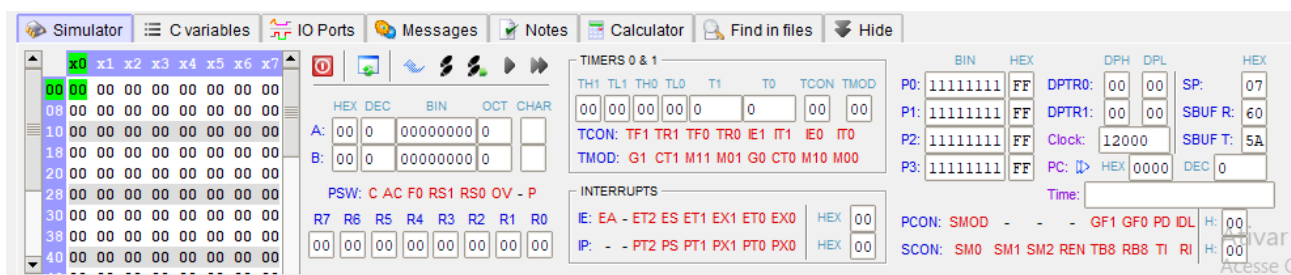 Simulator C variables IO Ports Messages Notes Calculator Find in files Hide
x0 x1 x2 x3 x4 x5 x6 x7
00 00 00 00 00 00 00 00 00
08 00 00 00 00 00 00 00 00
10 00 00 00 00 00 00 00 00
18 00 00 00 00 00 00 00 00
20 00 00 00 00 00 00 00 00
28 00 00 00 00 00 00 00 00
30 00 00 00 00 00 00 00 00
38 00 00 00 00 00 00 00 00
40 00 00 00 00 00 00 00 00
HEX DEC BIN OCT CHAR
A: 00 0 00000000 0
B: 00 0 00000000 0
PSW: C AC F0 RS1 RS0 OV - P
R7 R6 R5 R4 R3 R2 R1 R0
00 00 00 00 00 00 00 00
TIMERS 0 & 1
TH1 TL1 TH0 TL0 T1 T0 TCON TMOD
00 00 00 00 0 0 00 00
TCON: TF1 TR1 TF0 TR0 IE1 IT1 IE0 IT0
TMOD: G1 CT1 M11 M01 G0 CT0 M10 M00
INTERRUPTS
IE: EA - ET2 ES ET1 EX1 ET0 EX0 HEX 00
IP: - - PT2 PS PT1 PX1 PT0 PX0 HEX 00
BIN HEX DPH DPL HEX
P0: 11111111 FF DPTR0: 00 00 SP: 07
P1: 11111111 FF DPTR1: 00 00 SBUF R: 60
P2: 11111111 FF Clock: 12000 SBUF T: 5A
P3: 11111111 FF PC: HEX 0000 DEC 0
Time:
PCON: SMOD - - - GF1 GF0 PD IDL H: 00
SCON: SM0 SM1 SM2 REN TB8 RB8 TI RI H: 00
Ativar
Acesse